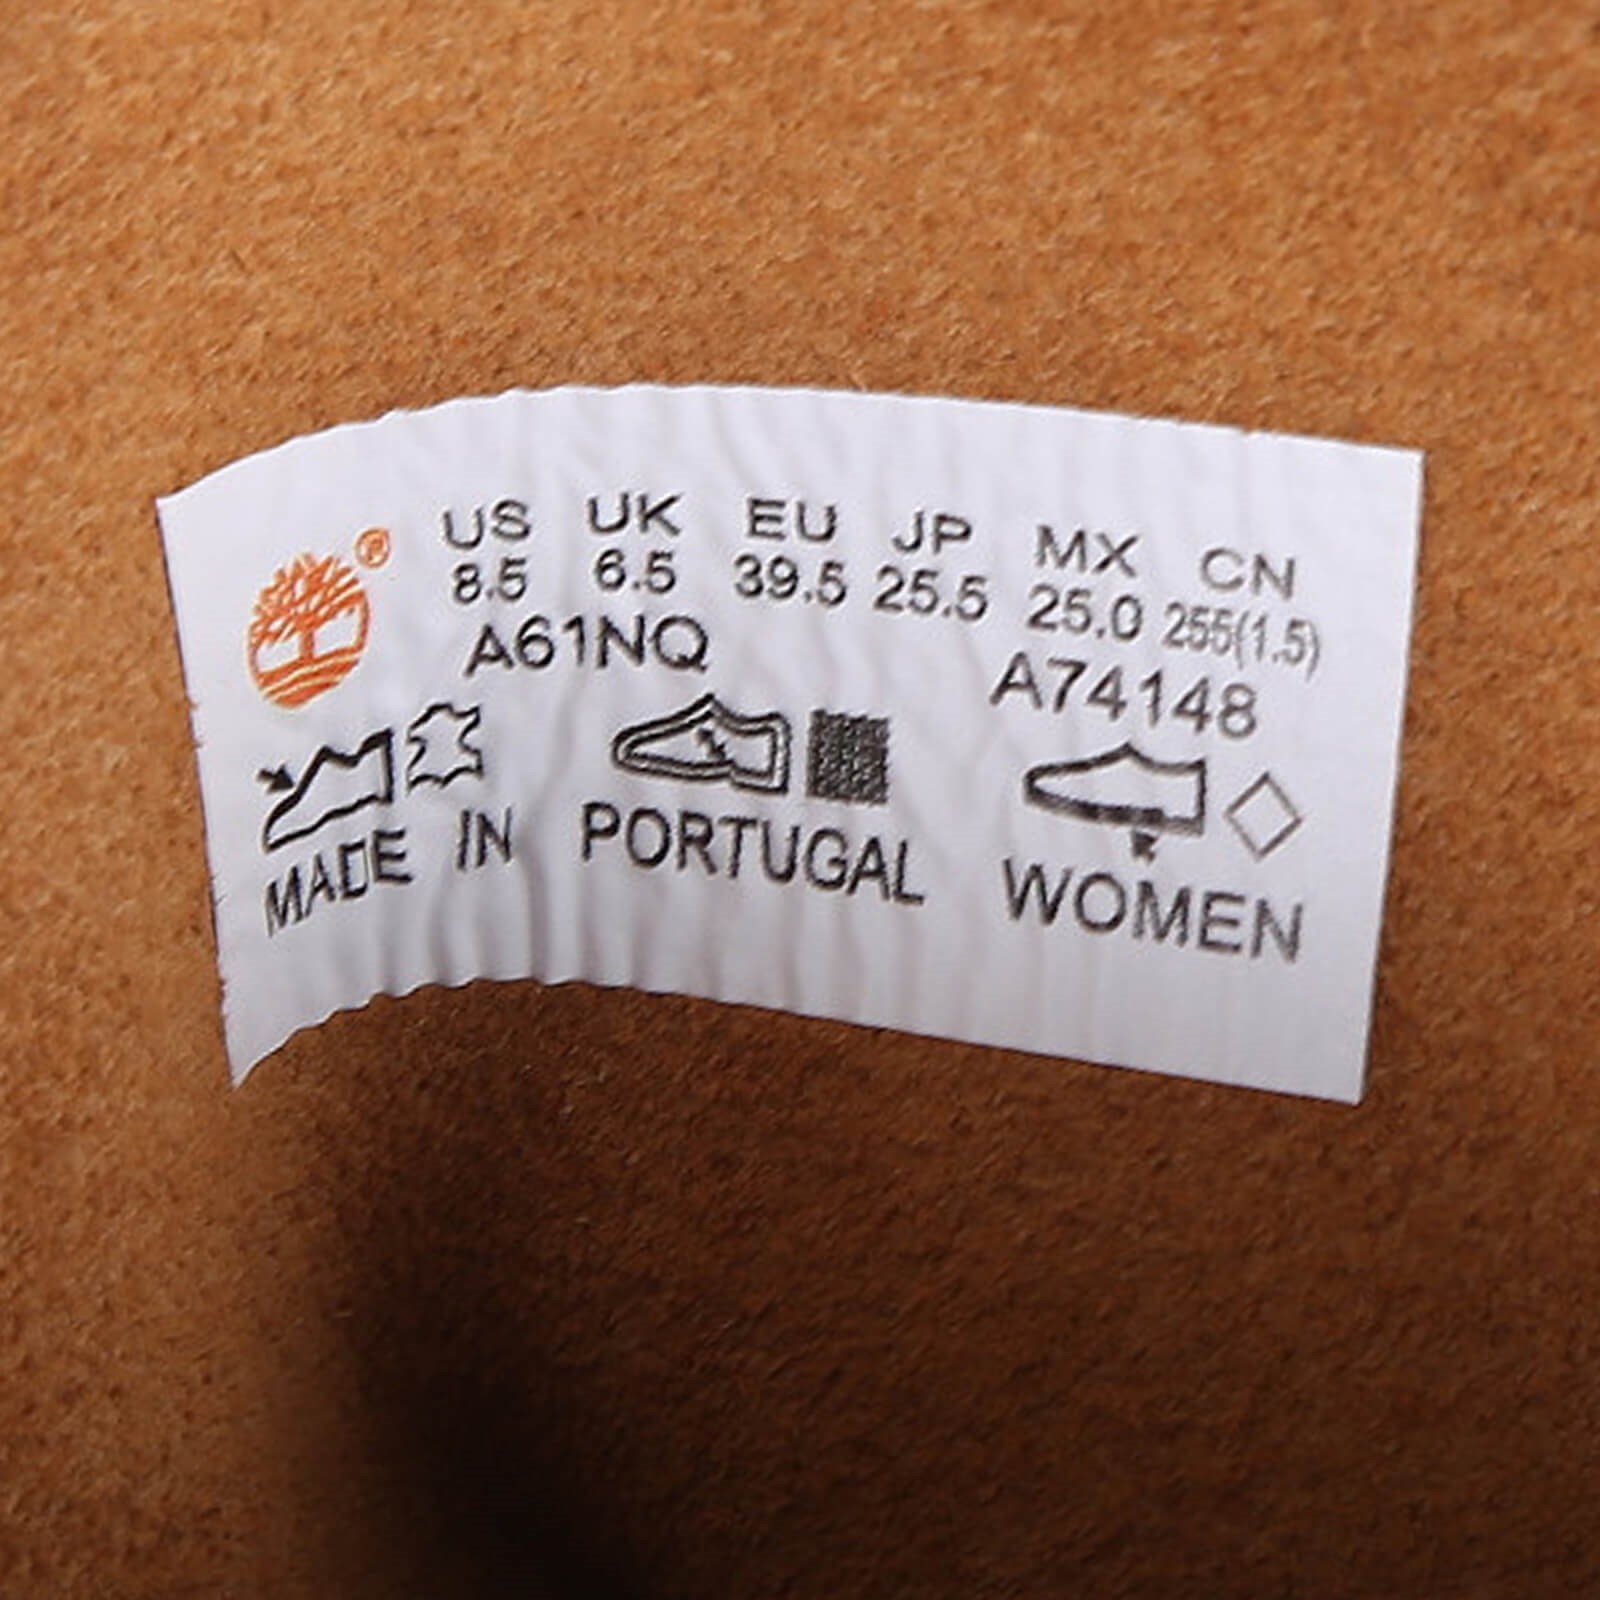 US UK EU JP MX CN
8.5 6.5 39.5 25.5 25.0 255(1.5)
A61NQ A74148
MADE IN PORTUGAL WOMEN
®